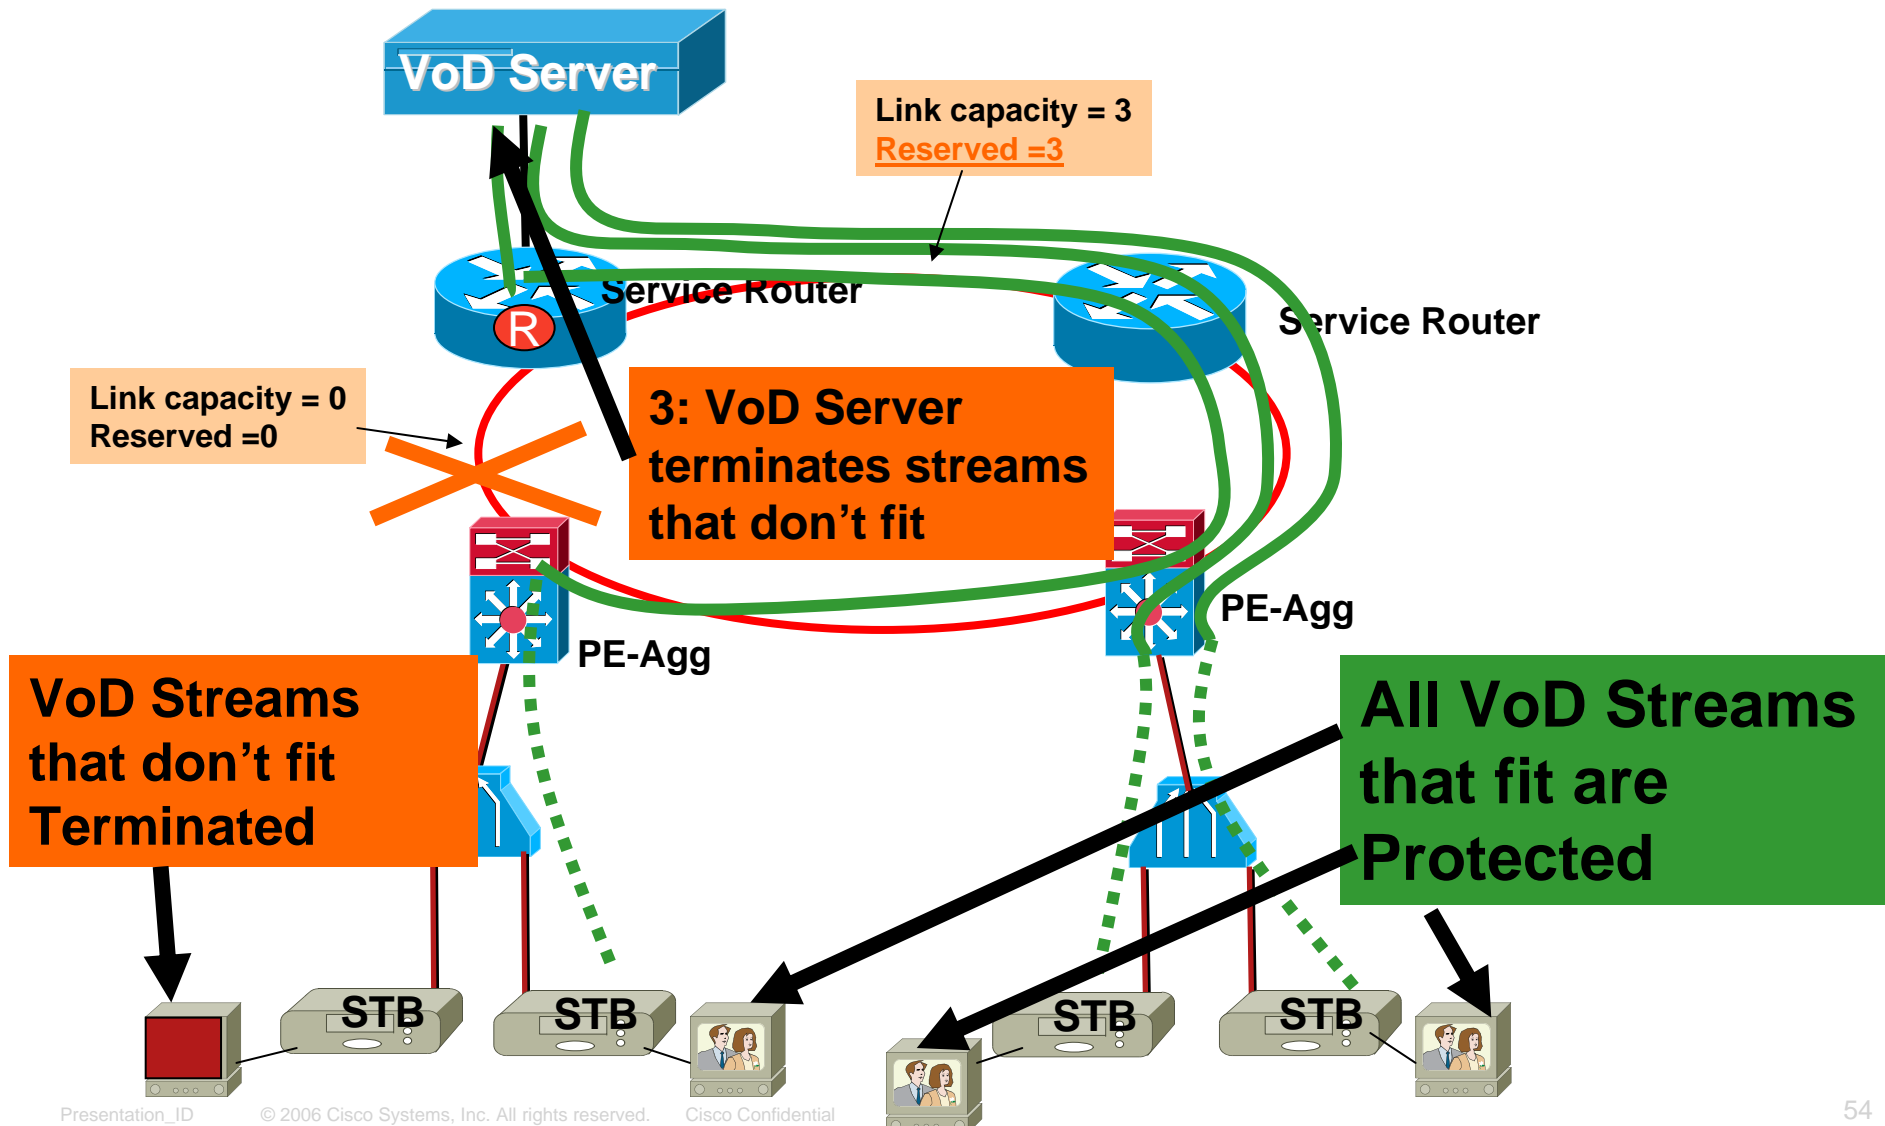 VoD Server
Link capacity = 3
Reserved =3
Service Router
Service Router
R
Link capacity = 0
Reserved =0
3: VoD Server
terminates streams
that don’t fit
PE-Agg
PE-Agg
VoD Streams
that don’t fit
Terminated
All VoD Streams
that fit are
Protected
STB
STB
STB
STB
Presentation_ID
© 2006 Cisco Systems, Inc. All rights reserved.
Cisco Confidential
54